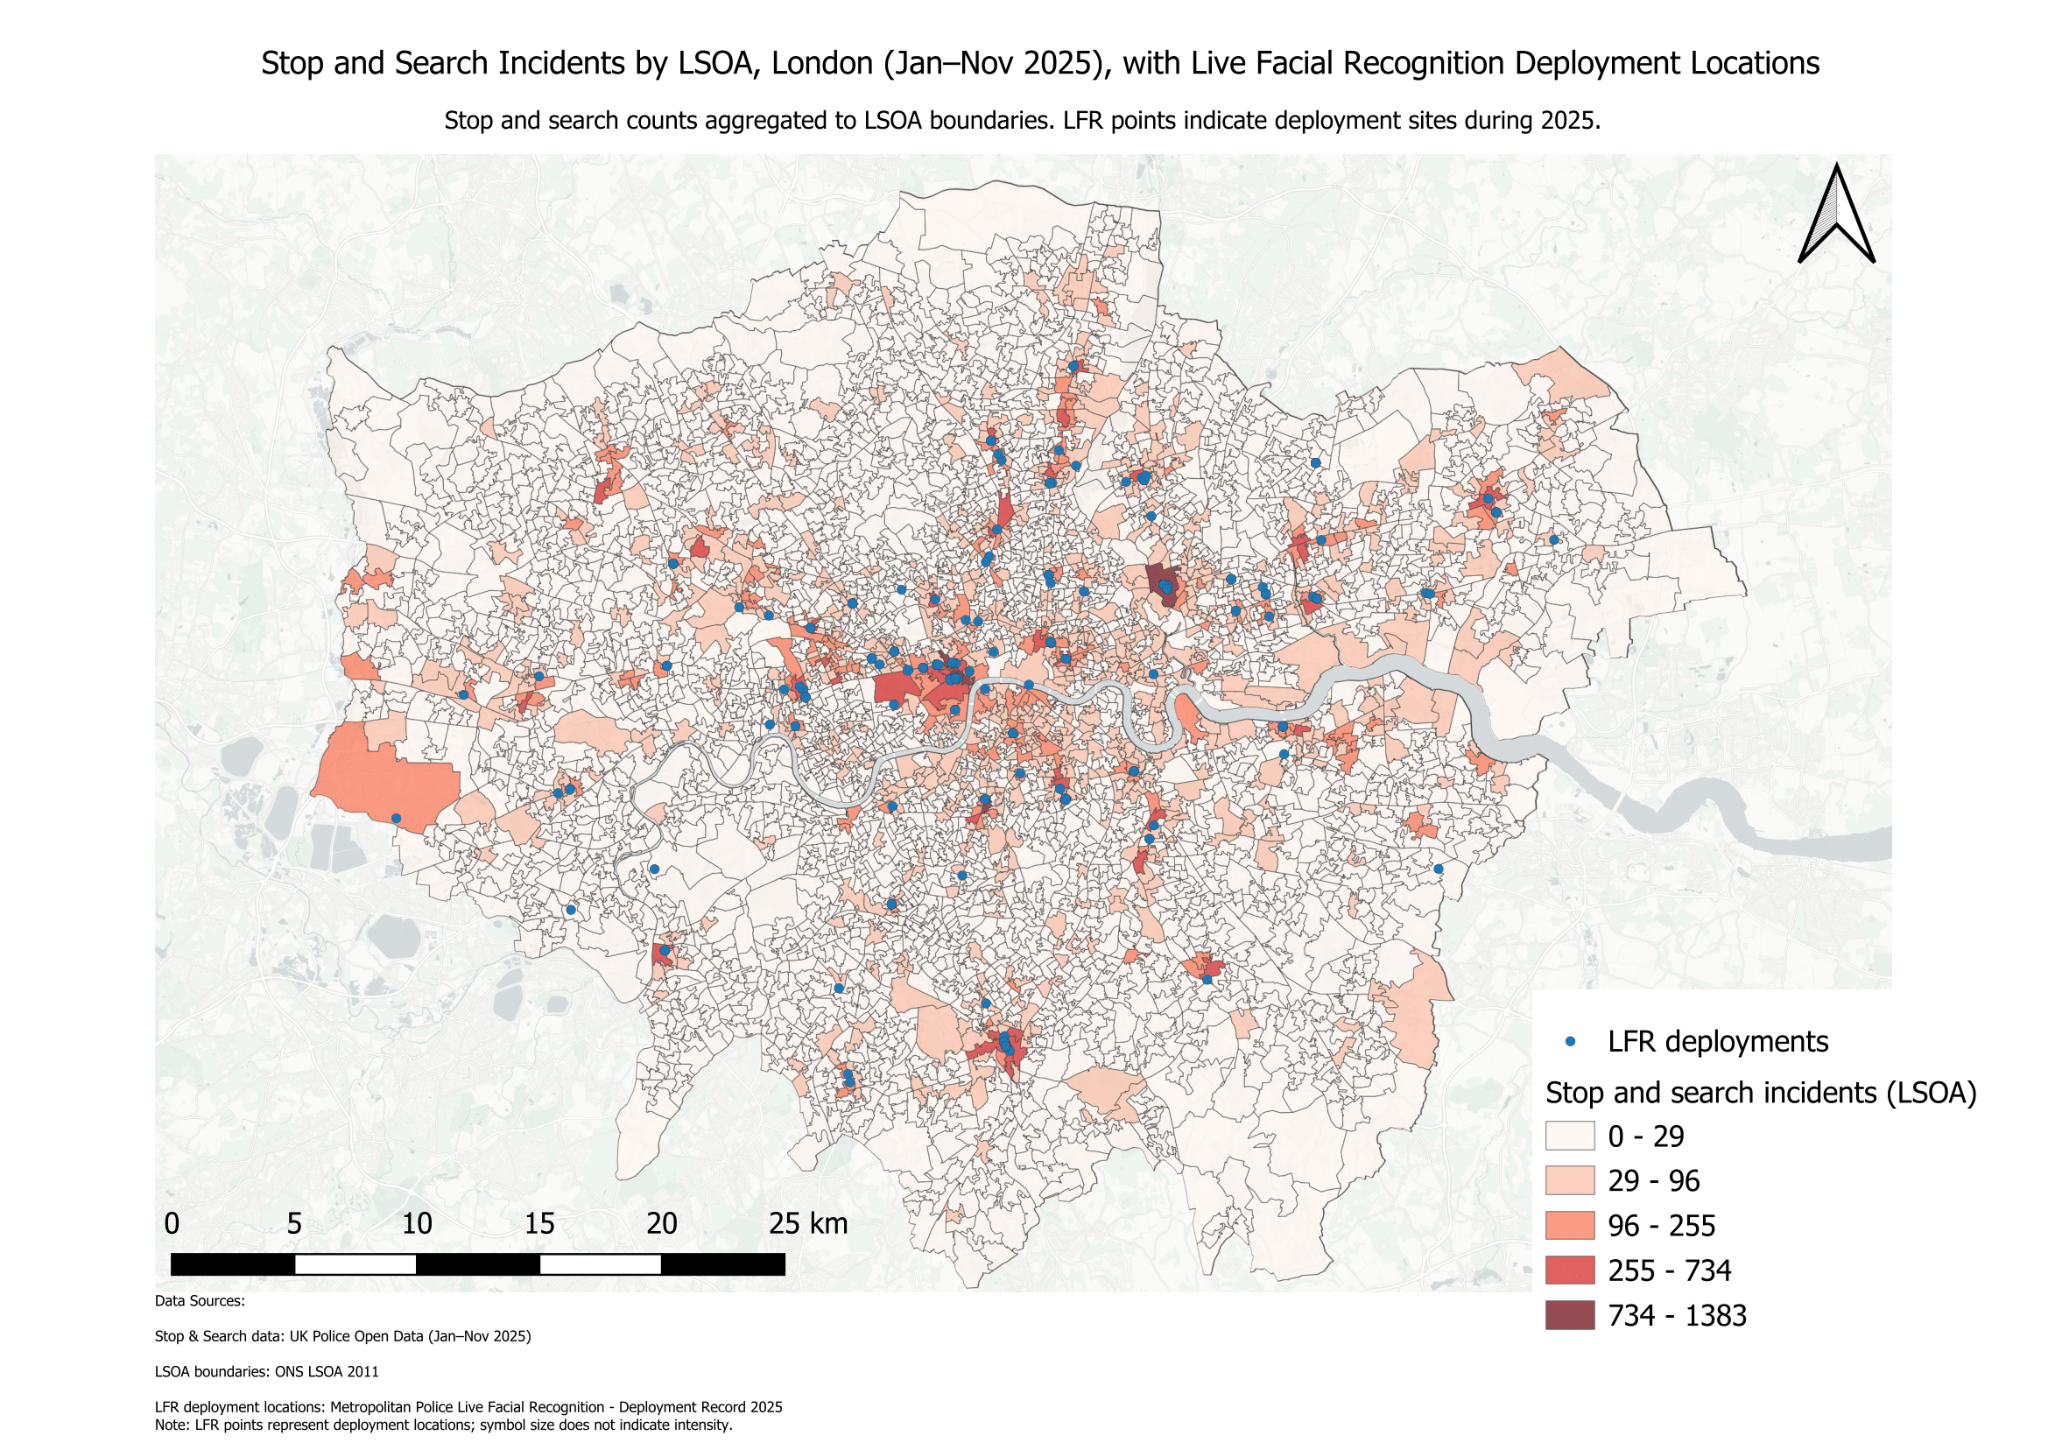 Stop and Search Incidents by LSOA, London (Jan–Nov 2025), with Live Facial Recognition Deployment Locations
Stop and search counts aggregated to LSOA boundaries. LFR points indicate deployment sites during 2025.
LFR deployments
Stop and search incidents (LSOA)
0 - 29
29 - 96
96 - 255
255 - 734
734 - 1383
0 5 10 15 20 25 km
Data Sources:
Stop & Search data: UK Police Open Data (Jan–Nov 2025)
LSOA boundaries: ONS LSOA 2011
LFR deployment locations: Metropolitan Police Live Facial Recognition - Deployment Record 2025
Note: LFR points represent deployment locations; symbol size does not indicate intensity.